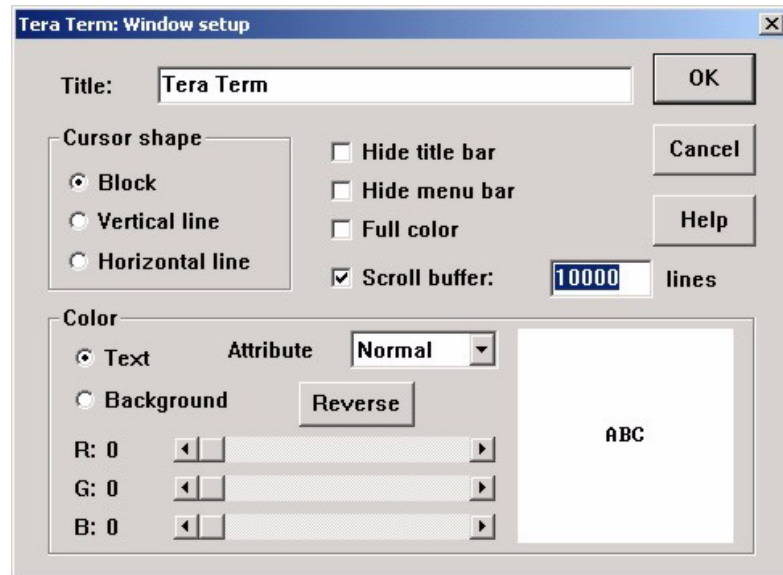 Tera Term: Window setup
Title: Tera Term OK
Cursor shape
Block
Vertical line
Horizontal line
Hide title bar
Hide menu bar
Full color
Scroll buffer: 10000 lines
Cancel
Help
Color
Text
Attribute Normal
Background
Reverse
R: 0
G: 0
B: 0
ABC